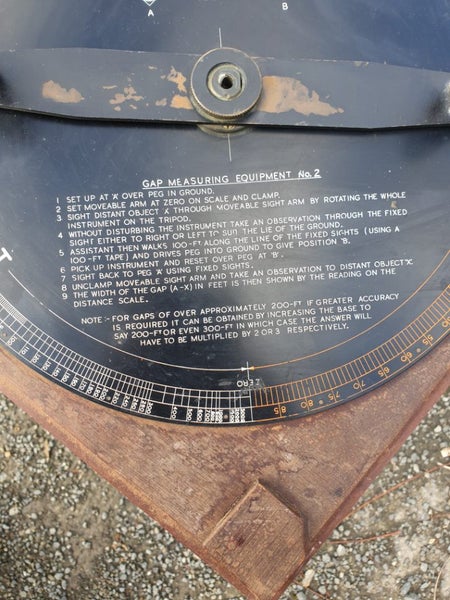 A
B
GAP MEASURING EQUIPMENT No. 2
1 SET UP AT 'A' OVER PEG IN GROUND.
2 SET MOVEABLE ARM AT ZERO ON SCALE AND CLAMP.
3 SIGHT DISTANT OBJECT 'X' THROUGH MOVEABLE SIGHT ARM BY ROTATING THE WHOLE
INSTRUMENT ON THE TRIPOD.
4 WITHOUT DISTURBING THE INSTRUMENT TAKE AN OBSERVATION THROUGH THE FIXED
SIGHT EITHER TO RIGHT OR LEFT TO SUIT THE LIE OF THE GROUND.
5 ASSISTANT THEN WALKS 100-FT ALONG THE LINE OF THE FIXED SIGHTS (USING A
100-FT TAPE) AND DRIVES PEG INTO GROUND TO GIVE POSITION 'B'.
6 PICK UP INSTRUMENT AND RESET OVER PEG AT 'B'.
7 SIGHT BACK TO PEG 'A' USING FIXED SIGHTS.
8 UNCLAMP MOVEABLE SIGHT ARM AND TAKE AN OBSERVATION TO DISTANT OBJECT 'X'.
9 THE WIDTH OF THE GAP (A-X) IN FEET IS THEN SHOWN BY THE READING ON THE
DISTANCE SCALE.
NOTE :- FOR GAPS OF OVER APPROXIMATELY 200-FT IF GREATER ACCURACY
IS REQUIRED IT CAN BE OBTAINED BY INCREASING THE BASE TO
SAY 200-FT OR EVEN 300-FT IN WHICH CASE THE ANSWER WILL
HAVE TO BE MULTIPLIED BY 2 OR 3 RESPECTIVELY.
ZERO
85 80 75 70 65 60 55 50